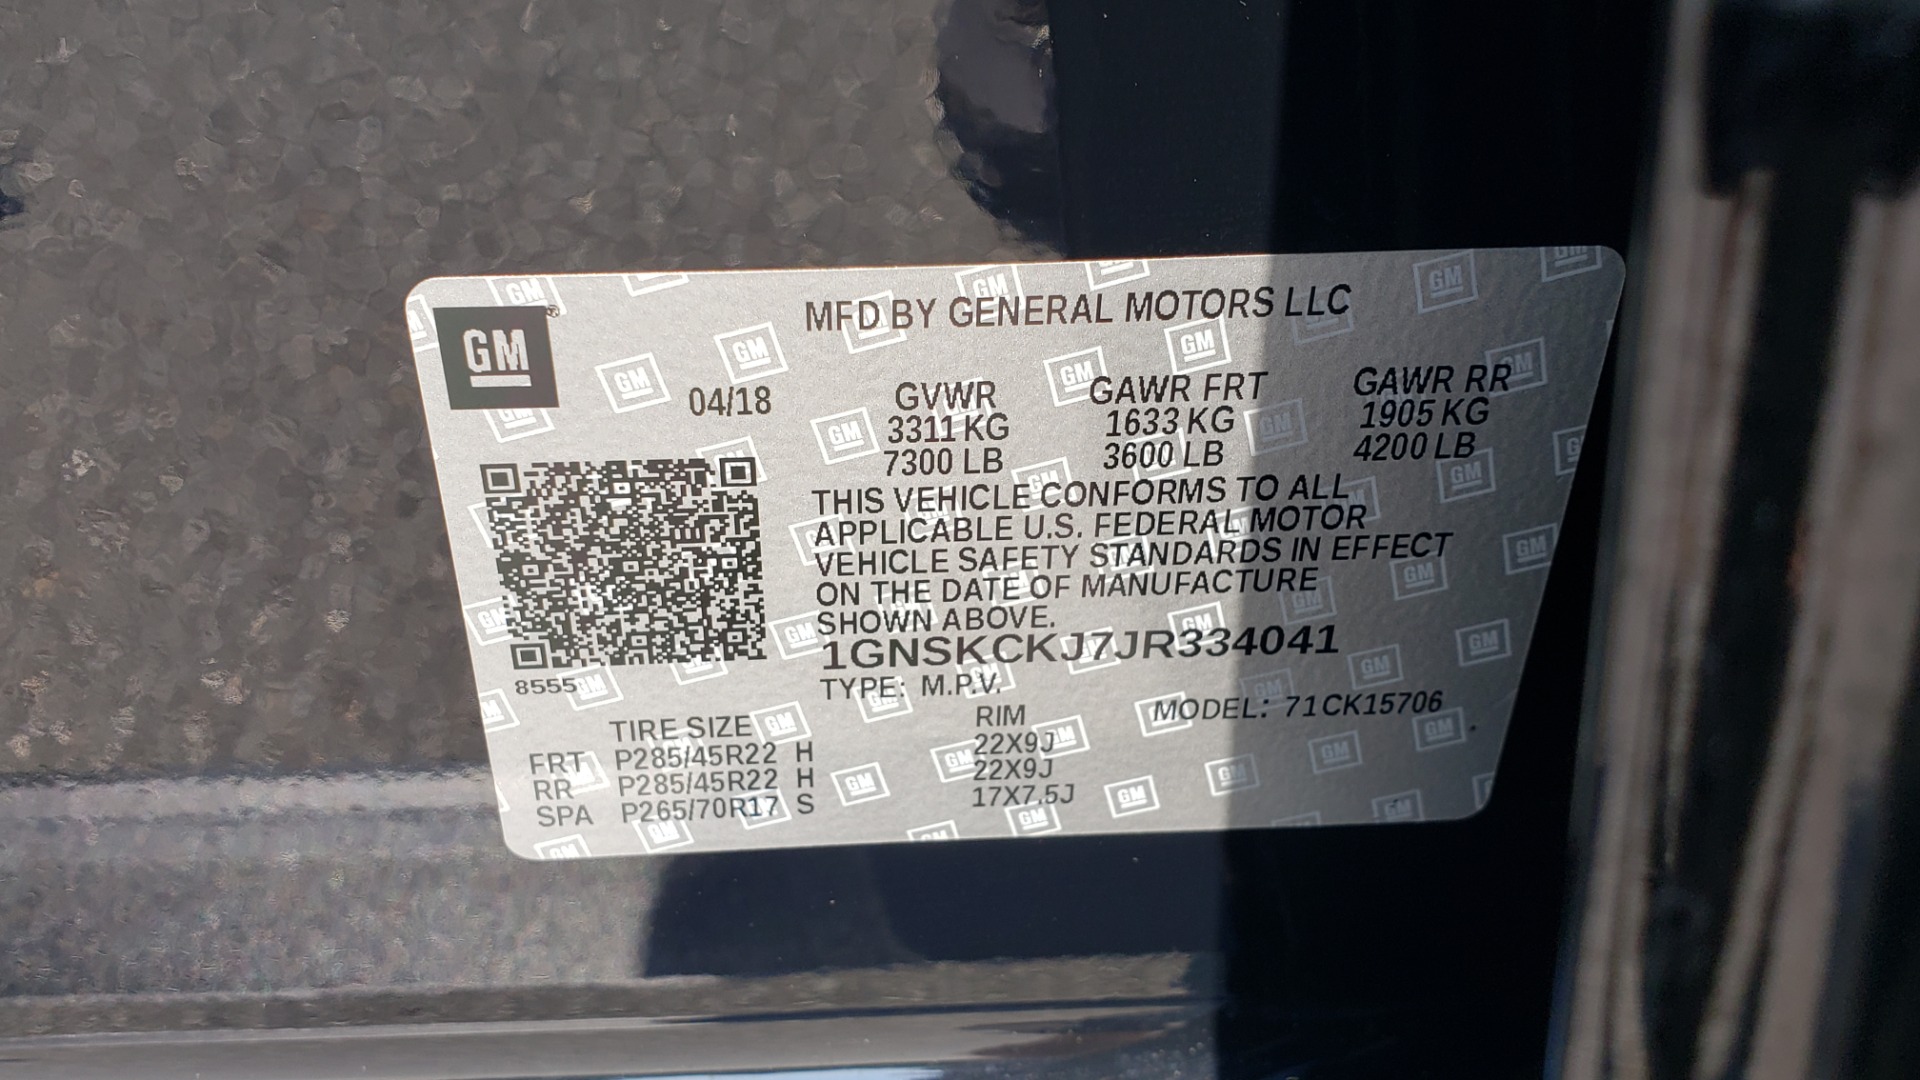 GM
MFD BY GENERAL MOTORS LLC
04/18
GVWR GAWR FRT GAWR RR
3311 KG 1633 KG 1905 KG
7300 LB 3600 LB 4200 LB
THIS VEHICLE CONFORMS TO ALL
APPLICABLE U.S. FEDERAL MOTOR
VEHICLE SAFETY STANDARDS IN EFFECT
ON THE DATE OF MANUFACTURE
SHOWN ABOVE.
1GNSKCKJ7JR334041
8555
TYPE: M.P.V. MODEL: 71CK15706
TIRE SIZE RIM
FRT P285/45R22 H 22X9J
RR P285/45R22 H 22X9J
SPA P265/70R17 S 17X7.5J